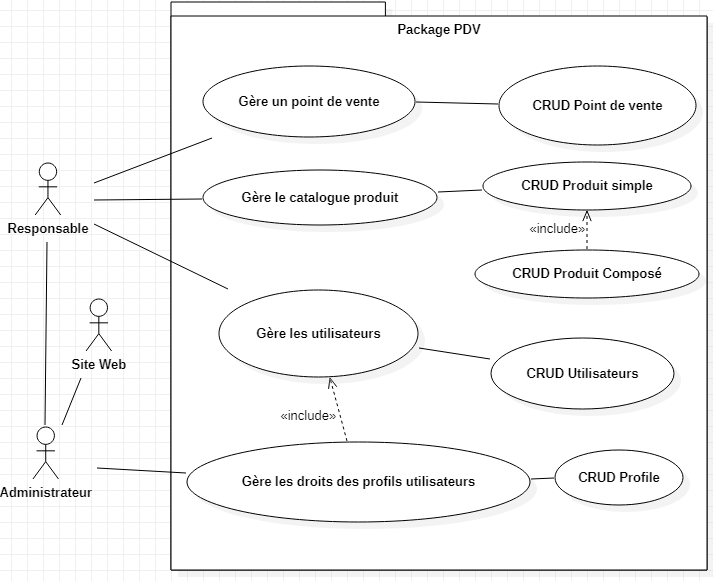 Package PDV
Gère un point de vente
CRUD Point de vente
Gère le catalogue produit
CRUD Produit simple
Responsable
«include»
CRUD Produit Composé
Gère les utilisateurs
Site Web
CRUD Utilisateurs
«include»
Gère les droits des profils utilisateurs
CRUD Profile
Administrateur